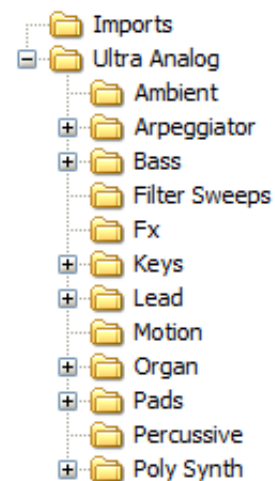 Imports
Ultra Analog
Ambient
Arpeggiator
Bass
Filter Sweeps
Fx
Keys
Lead
Motion
Organ
Pads
Percussive
Poly Synth